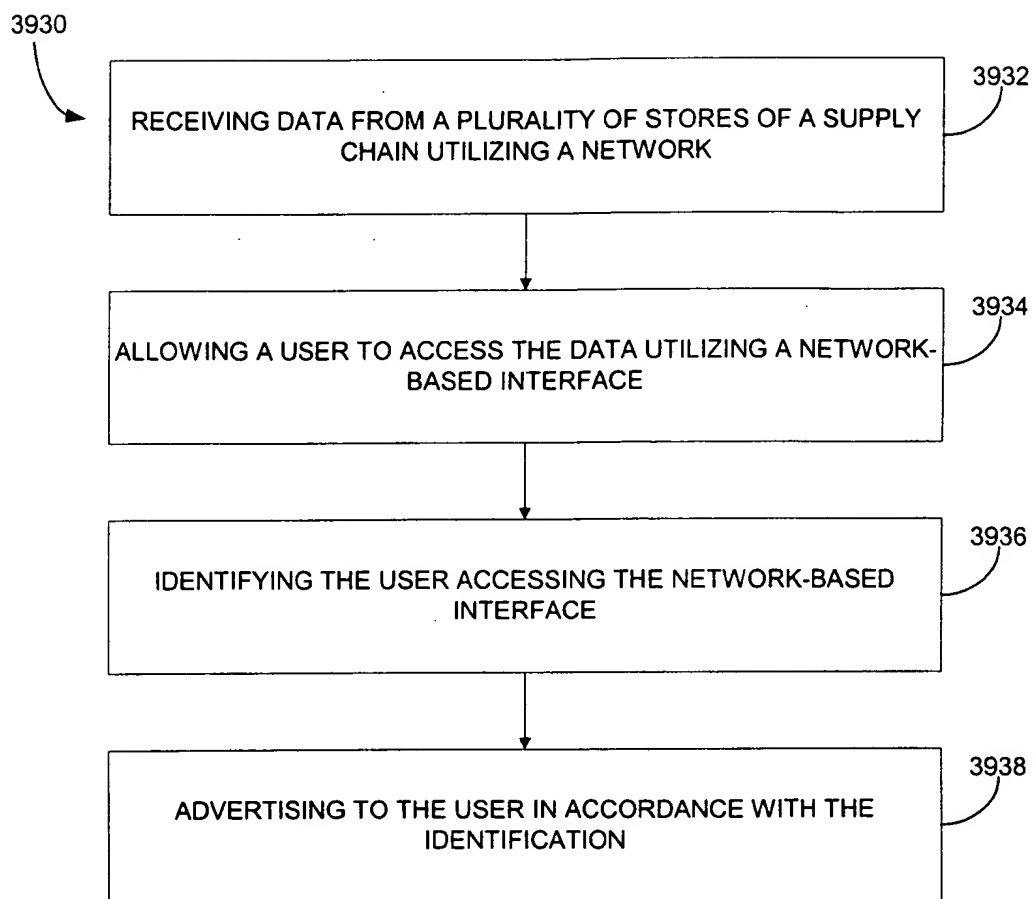 3930
3932
RECEIVING DATA FROM A PLURALITY OF STORES OF A SUPPLY
CHAIN UTILIZING A NETWORK
3934
ALLOWING A USER TO ACCESS THE DATA UTILIZING A NETWORK-
BASED INTERFACE
3936
IDENTIFYING THE USER ACCESSING THE NETWORK-BASED
INTERFACE
3938
ADVERTISING TO THE USER IN ACCORDANCE WITH THE
IDENTIFICATION